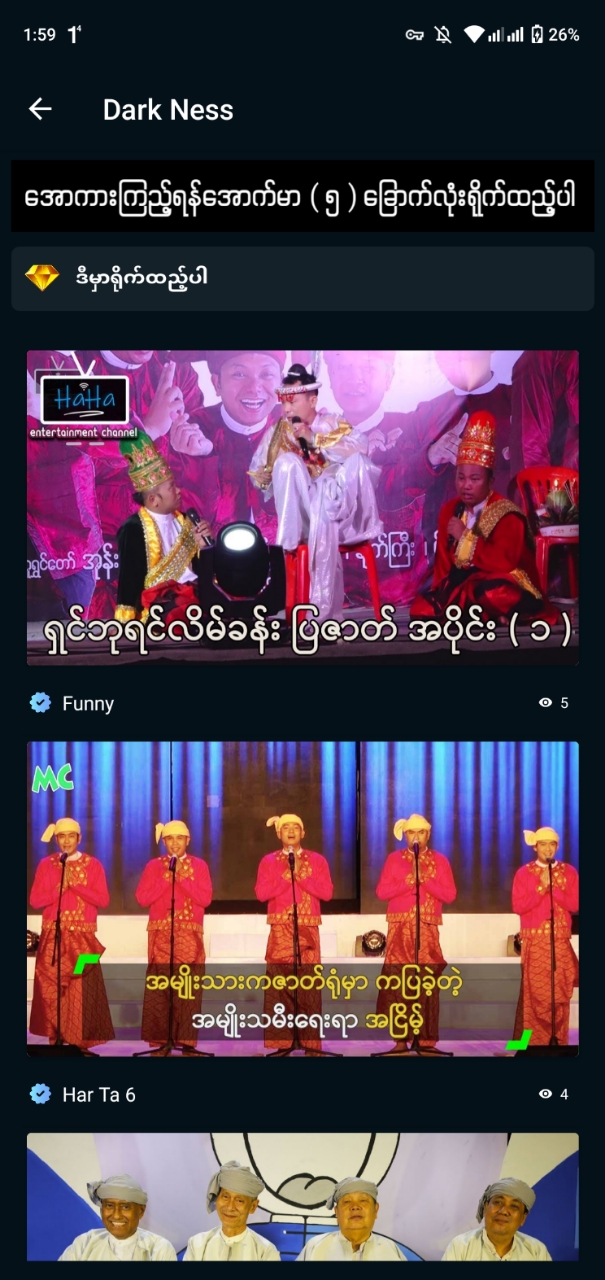 1:59 1 4 26%
Dark Ness
အောကားကြည့်ရန်အောက်မာ ( ၅ ) ခြောက်လုံးရိုက်ထည့်ပါ
ဒီမှာရိုက်ထည့်ပါ
HaHa
entertainment channel
ရှင်ဘုရင်လိမ်ခန်း ပြဇာတ် အပိုင်း ( ၁ )
Funny 5
MC
အမျိုးသားကဇာတ်ရုံမှာ ကပြခဲ့တဲ့
အမျိုးသမီးရေးရာ အငြိမ့်
Har Ta 6 4